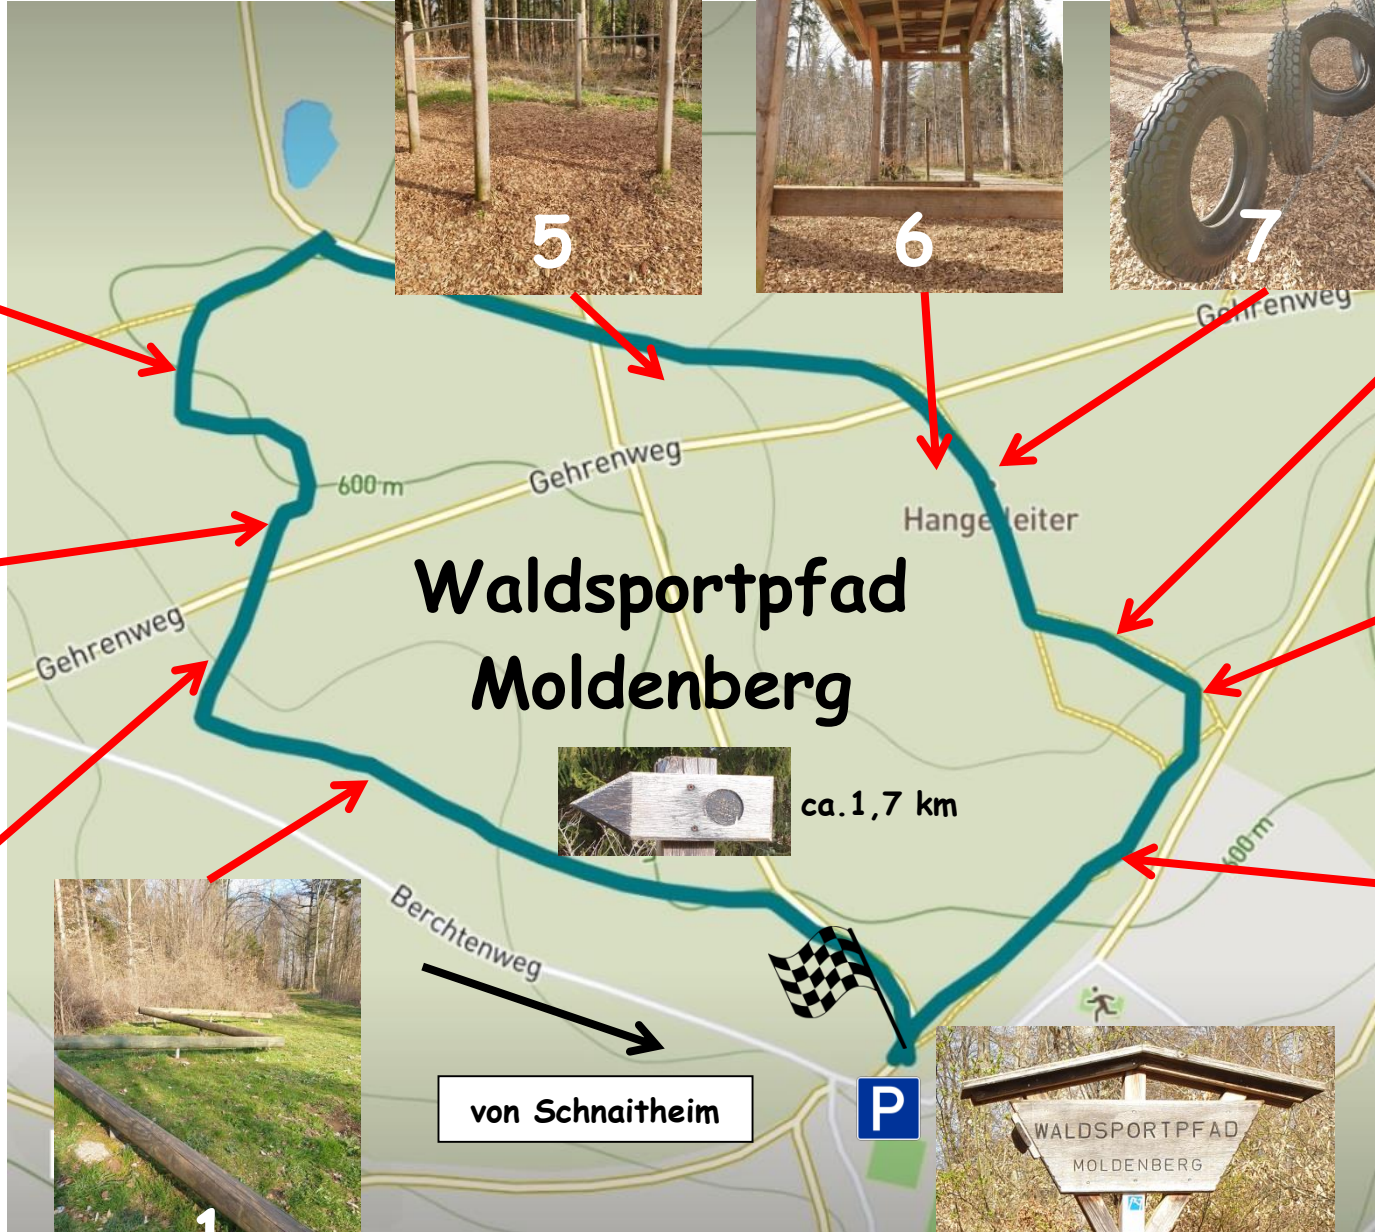 5
6
7
Gehrenweg
600 m
Gehrenweg
Hangelleiter
Gehrenweg
Waldsportpfad
Moldenberg
ca.1,7 km
600 m
Berchtenweg
von Schnaitheim
P
WALDSPORTPFAD
MOLDENBERG
1